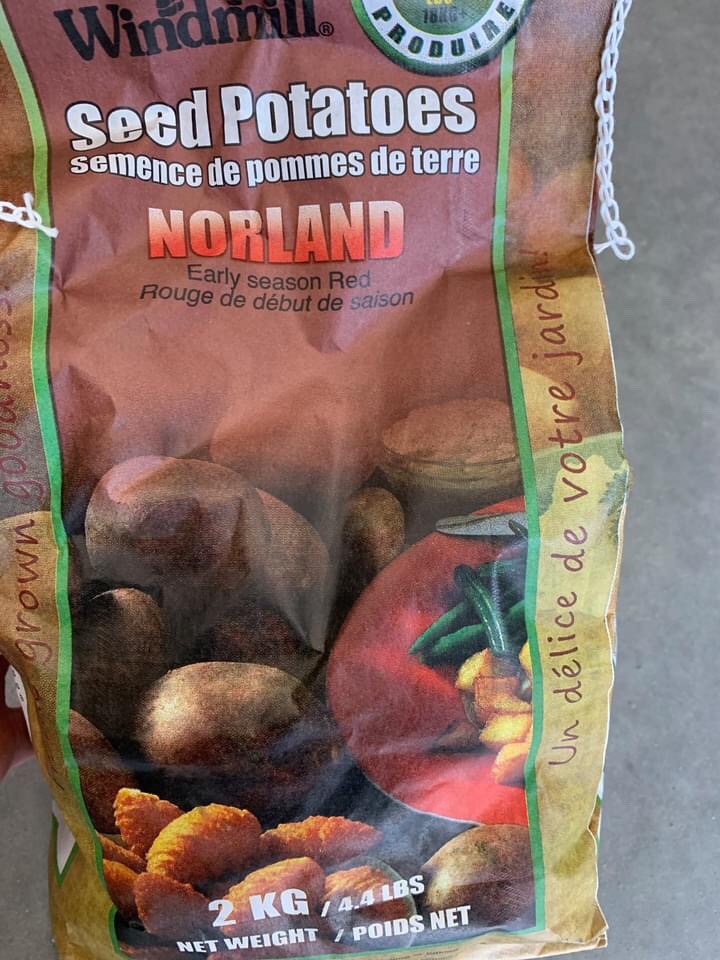 Windmill®
18KG+
PRODUIRE
Seed Potatoes
semence de pommes de terre
NORLAND
Early season Red
Rouge de début de saison
grown goodness!
Un délice de votre jardin!
2 KG / 4.4 LBS
NET WEIGHT / POIDS NET